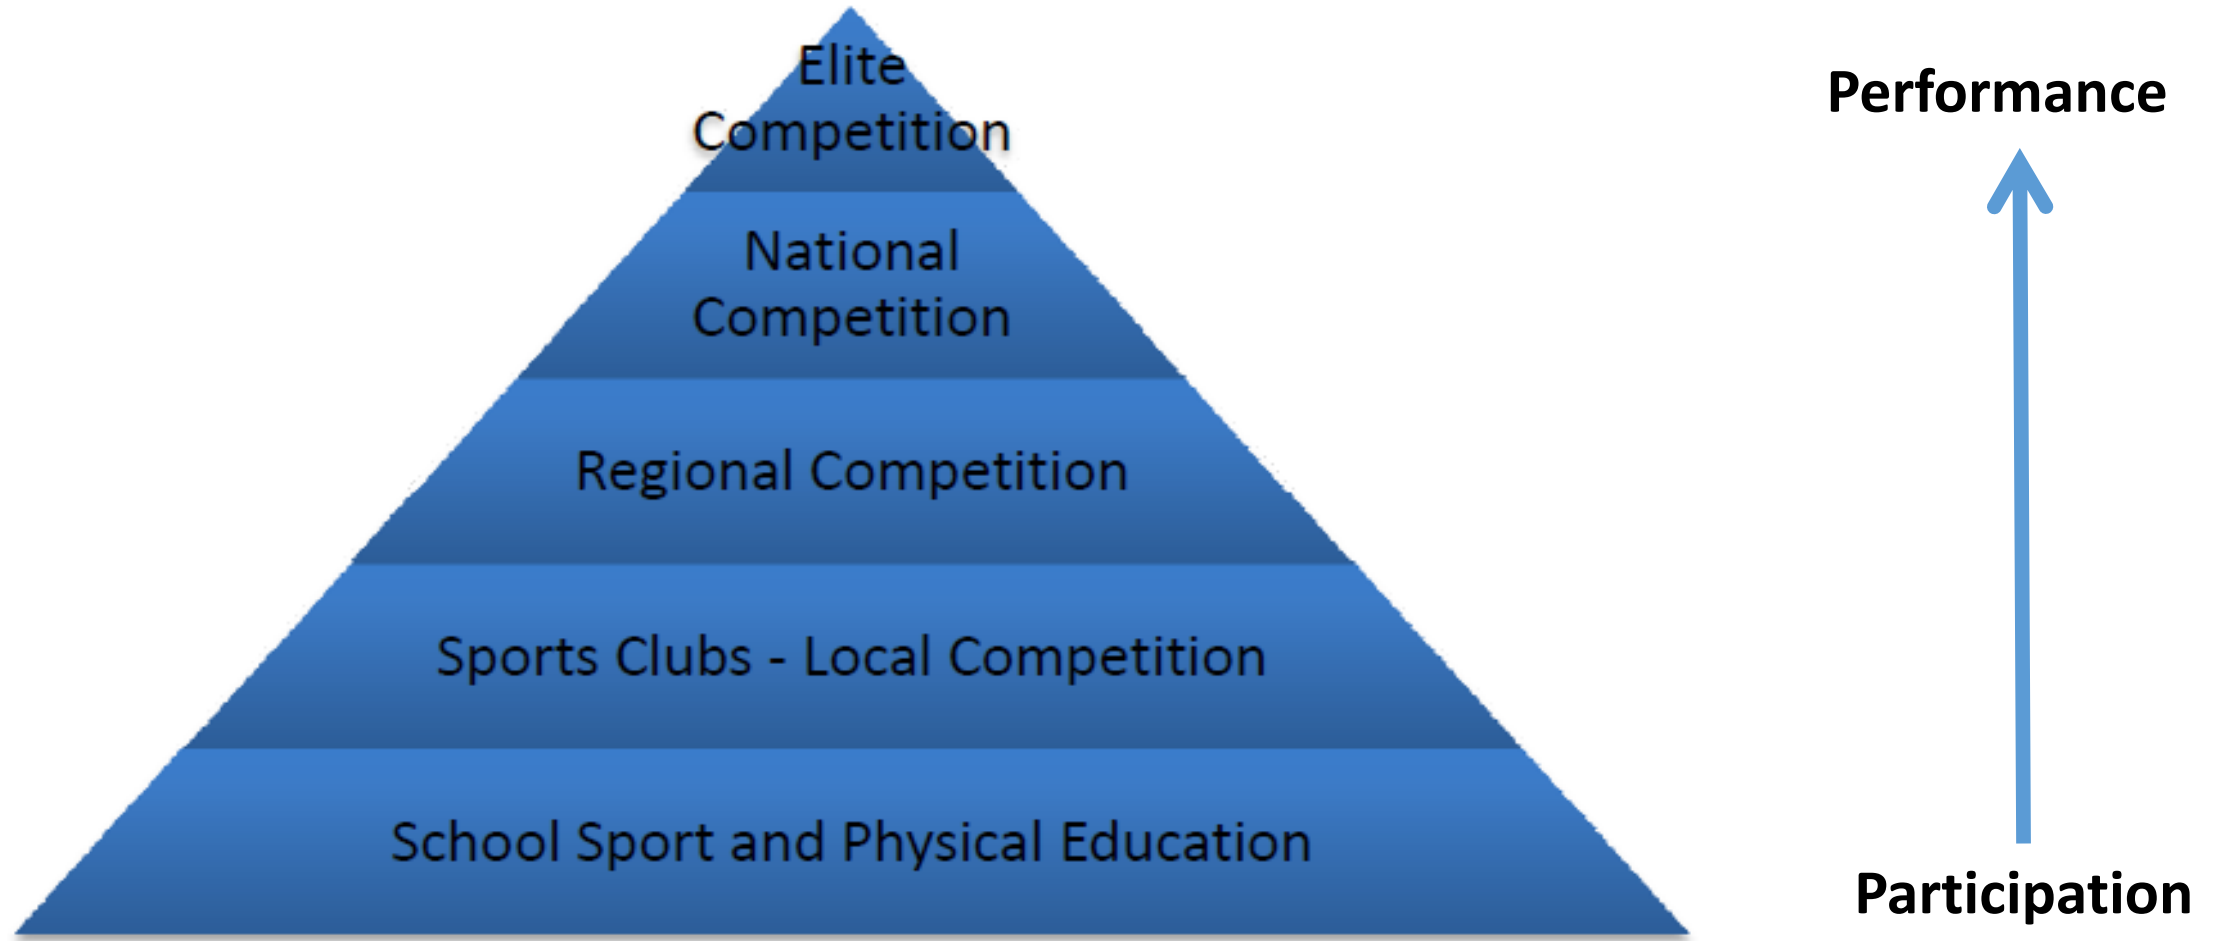 Elite
Competition
National
Competition
Regional Competition
Sports Clubs - Local Competition
School Sport and Physical Education
Performance
Participation